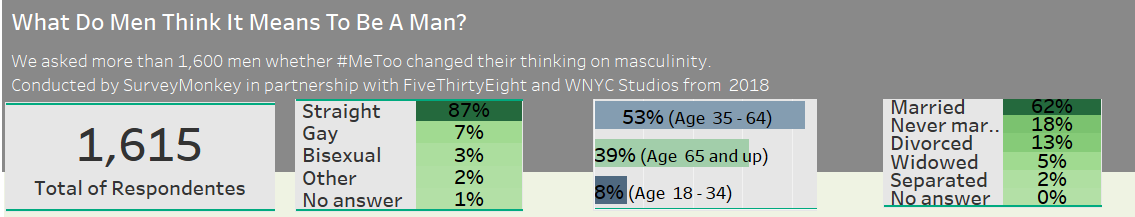 What Do Men Think It Means To Be A Man?
We asked more than 1,600 men whether #MeToo changed their thinking on masculinity.
Conducted by SurveyMonkey in partnership with FiveThirtyEight and WNYC Studios from 2018
1,615
Total of Respondentes
Straight 87%
Gay 7%
Bisexual 3%
Other 2%
No answer 1%
53% (Age 35 - 64)
39% (Age 65 and up)
8% (Age 18 - 34)
Married 62%
Never mar.. 18%
Divorced 13%
Widowed 5%
Separated 2%
No answer 0%